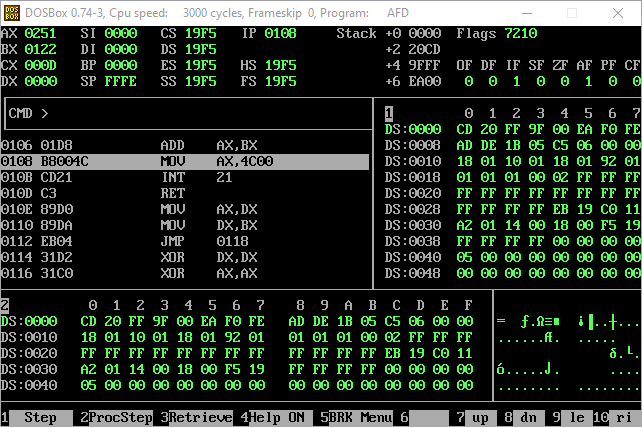 DOSBox 0.74-3, Cpu speed: 3000 cycles, Frameskip 0, Program: AFD
AX 0251 SI 0000 CS 19F5 IP 0108 Stack +0 0000 Flags 7210
BX 0122 DI 0000 DS 19F5 +2 20CD
CX 000D BP 0000 ES 19F5 HS 19F5 +4 9FFF OF DF IF SF ZF AF PF CF
DX 0000 SP FFFE SS 19F5 FS 19F5 +6 EA00 0 0 1 0 0 1 0 0
CMD >
1 0 1 2 3 4 5 6 7
DS:0000 CD 20 FF 9F 00 EA F0 FE
0106 01D8 ADD AX,BX DS:0008 AD DE 1B 05 C5 06 00 00
0108 B8004C MOV AX,4C00 DS:0010 18 01 10 01 18 01 92 01
010B CD21 INT 21 DS:0018 01 01 01 00 02 FF FF FF
010D C3 RET DS:0020 FF FF FF FF FF FF FF FF
010E 89D0 MOV AX,DX DS:0028 FF FF FF FF EB 19 C0 11
0110 89DA MOV DX,BX DS:0030 A2 01 14 00 18 00 F5 19
0112 EB04 JMP 0118 DS:0038 FF FF FF FF 00 00 00 00
0114 31D2 XOR DX,DX DS:0040 05 00 00 00 00 00 00 00
0116 31C0 XOR AX,AX DS:0048 00 00 00 00 00 00 00 00
2 0 1 2 3 4 5 6 7 8 9 A B C D E F
DS:0000 CD 20 FF 9F 00 EA F0 FE AD DE 1B 05 C5 06 00 00 = ƒ.Ω≡■ ¡▐..┼...
DS:0010 18 01 10 01 18 01 92 01 01 01 01 00 02 FF FF FF ......Æ. .....
DS:0020 FF FF FF FF FF FF FF FF FF FF FF FF EB 19 C0 11 δ.└.
DS:0030 A2 01 14 00 18 00 F5 19 FF FF FF FF 00 00 00 00 ó.....⌡. ....
DS:0040 05 00 00 00 00 00 00 00 00 00 00 00 00 00 00 00 ........ ........
1 Step 2 ProcStep 3 Retrieve 4 Help ON 5 BRK Menu 6 7 up 8 dn 9 le 10 ri